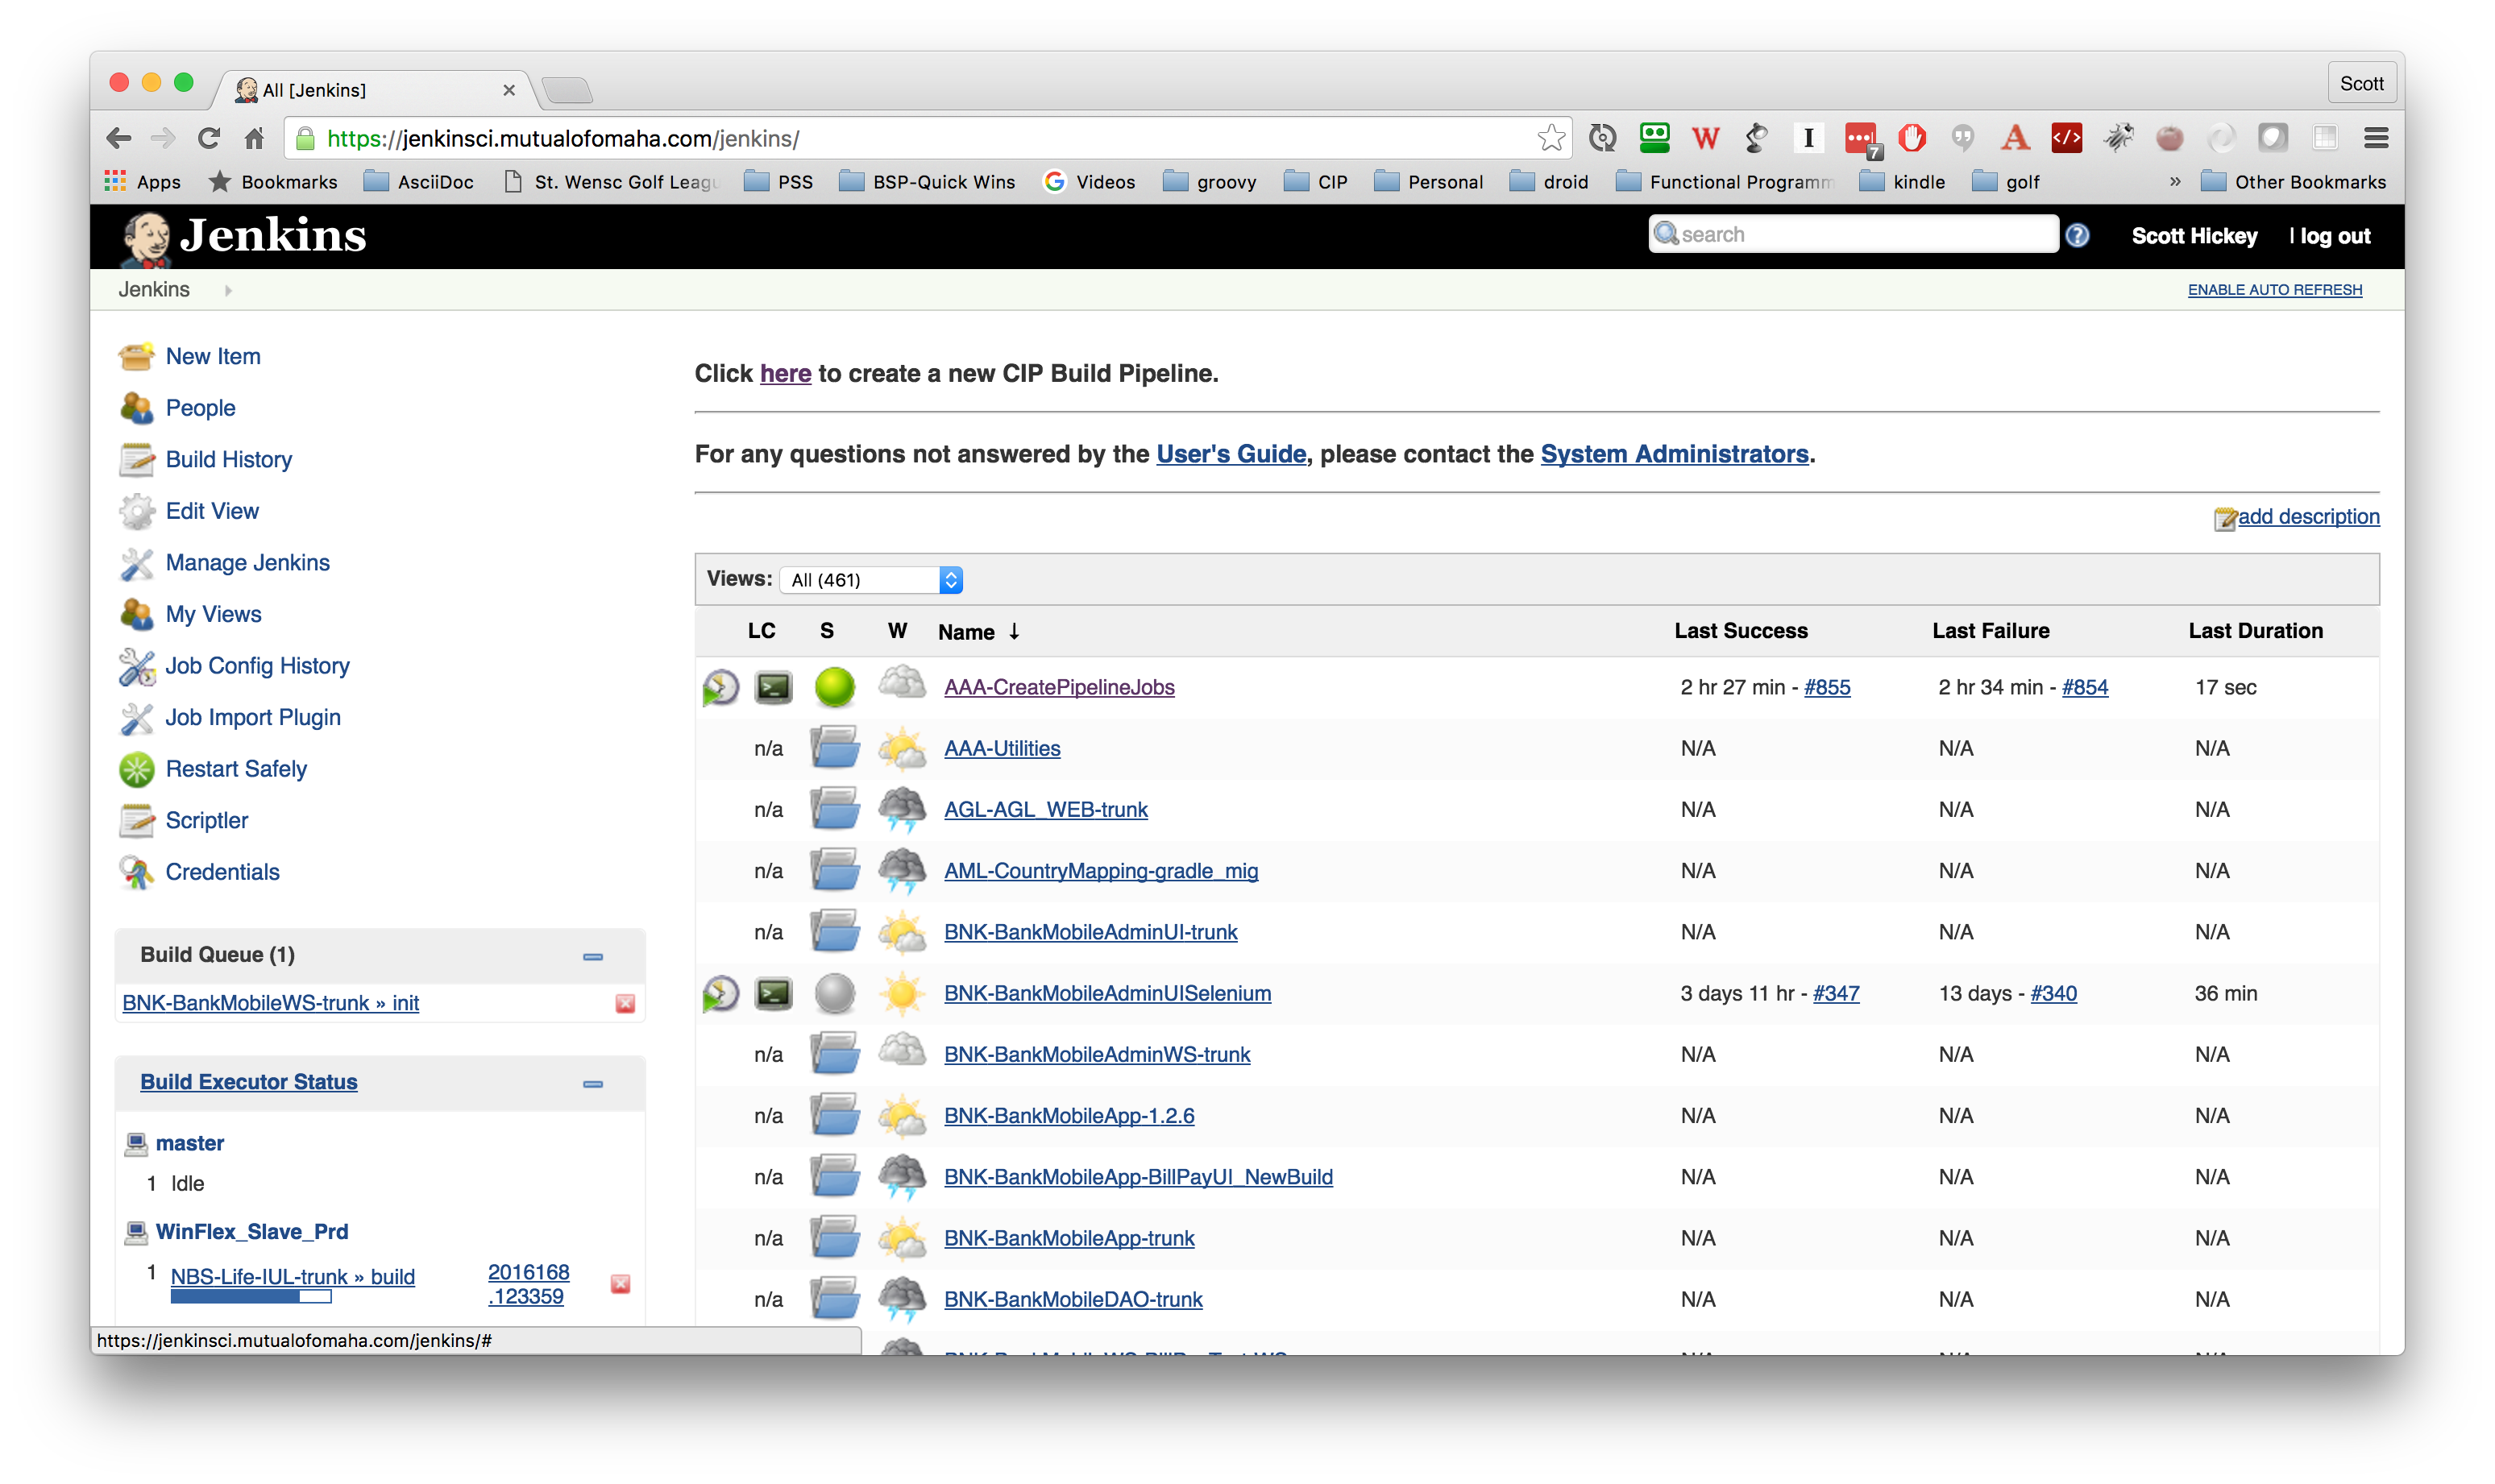 All [Jenkins]
Scott
https://jenkinsci.mutualofomaha.com/jenkins/
7
Apps Bookmarks AsciiDoc St. Wensc Golf Leagu PSS BSP-Quick Wins Videos groovy CIP Personal droid Functional Programm kindle golf » Other Bookmarks
Jenkins
search
Scott Hickey | log out
Jenkins
ENABLE AUTO REFRESH
New Item
People
Build History
Edit View
Manage Jenkins
My Views
Job Config History
Job Import Plugin
Restart Safely
Scriptler
Credentials
Build Queue (1)
BNK-BankMobileWS-trunk » init
Build Executor Status
master
1 Idle
WinFlex_Slave_Prd
1 NBS-Life-IUL-trunk » build 2016168
.123359
https://jenkinsci.mutualofomaha.com/jenkins/#
Click here to create a new CIP Build Pipeline.
For any questions not answered by the User's Guide, please contact the System Administrators.
add description
Views: All (461)
LC S W Name ↓ Last Success Last Failure Last Duration
AAA-CreatePipelineJobs 2 hr 27 min - #855 2 hr 34 min - #854 17 sec
n/a AAA-Utilities N/A N/A N/A
n/a AGL-AGL_WEB-trunk N/A N/A N/A
n/a AML-CountryMapping-gradle_mig N/A N/A N/A
n/a BNK-BankMobileAdminUI-trunk N/A N/A N/A
BNK-BankMobileAdminUISelenium 3 days 11 hr - #347 13 days - #340 36 min
n/a BNK-BankMobileAdminWS-trunk N/A N/A N/A
n/a BNK-BankMobileApp-1.2.6 N/A N/A N/A
n/a BNK-BankMobileApp-BillPayUI_NewBuild N/A N/A N/A
n/a BNK-BankMobileApp-trunk N/A N/A N/A
n/a BNK-BankMobileDAO-trunk N/A N/A N/A